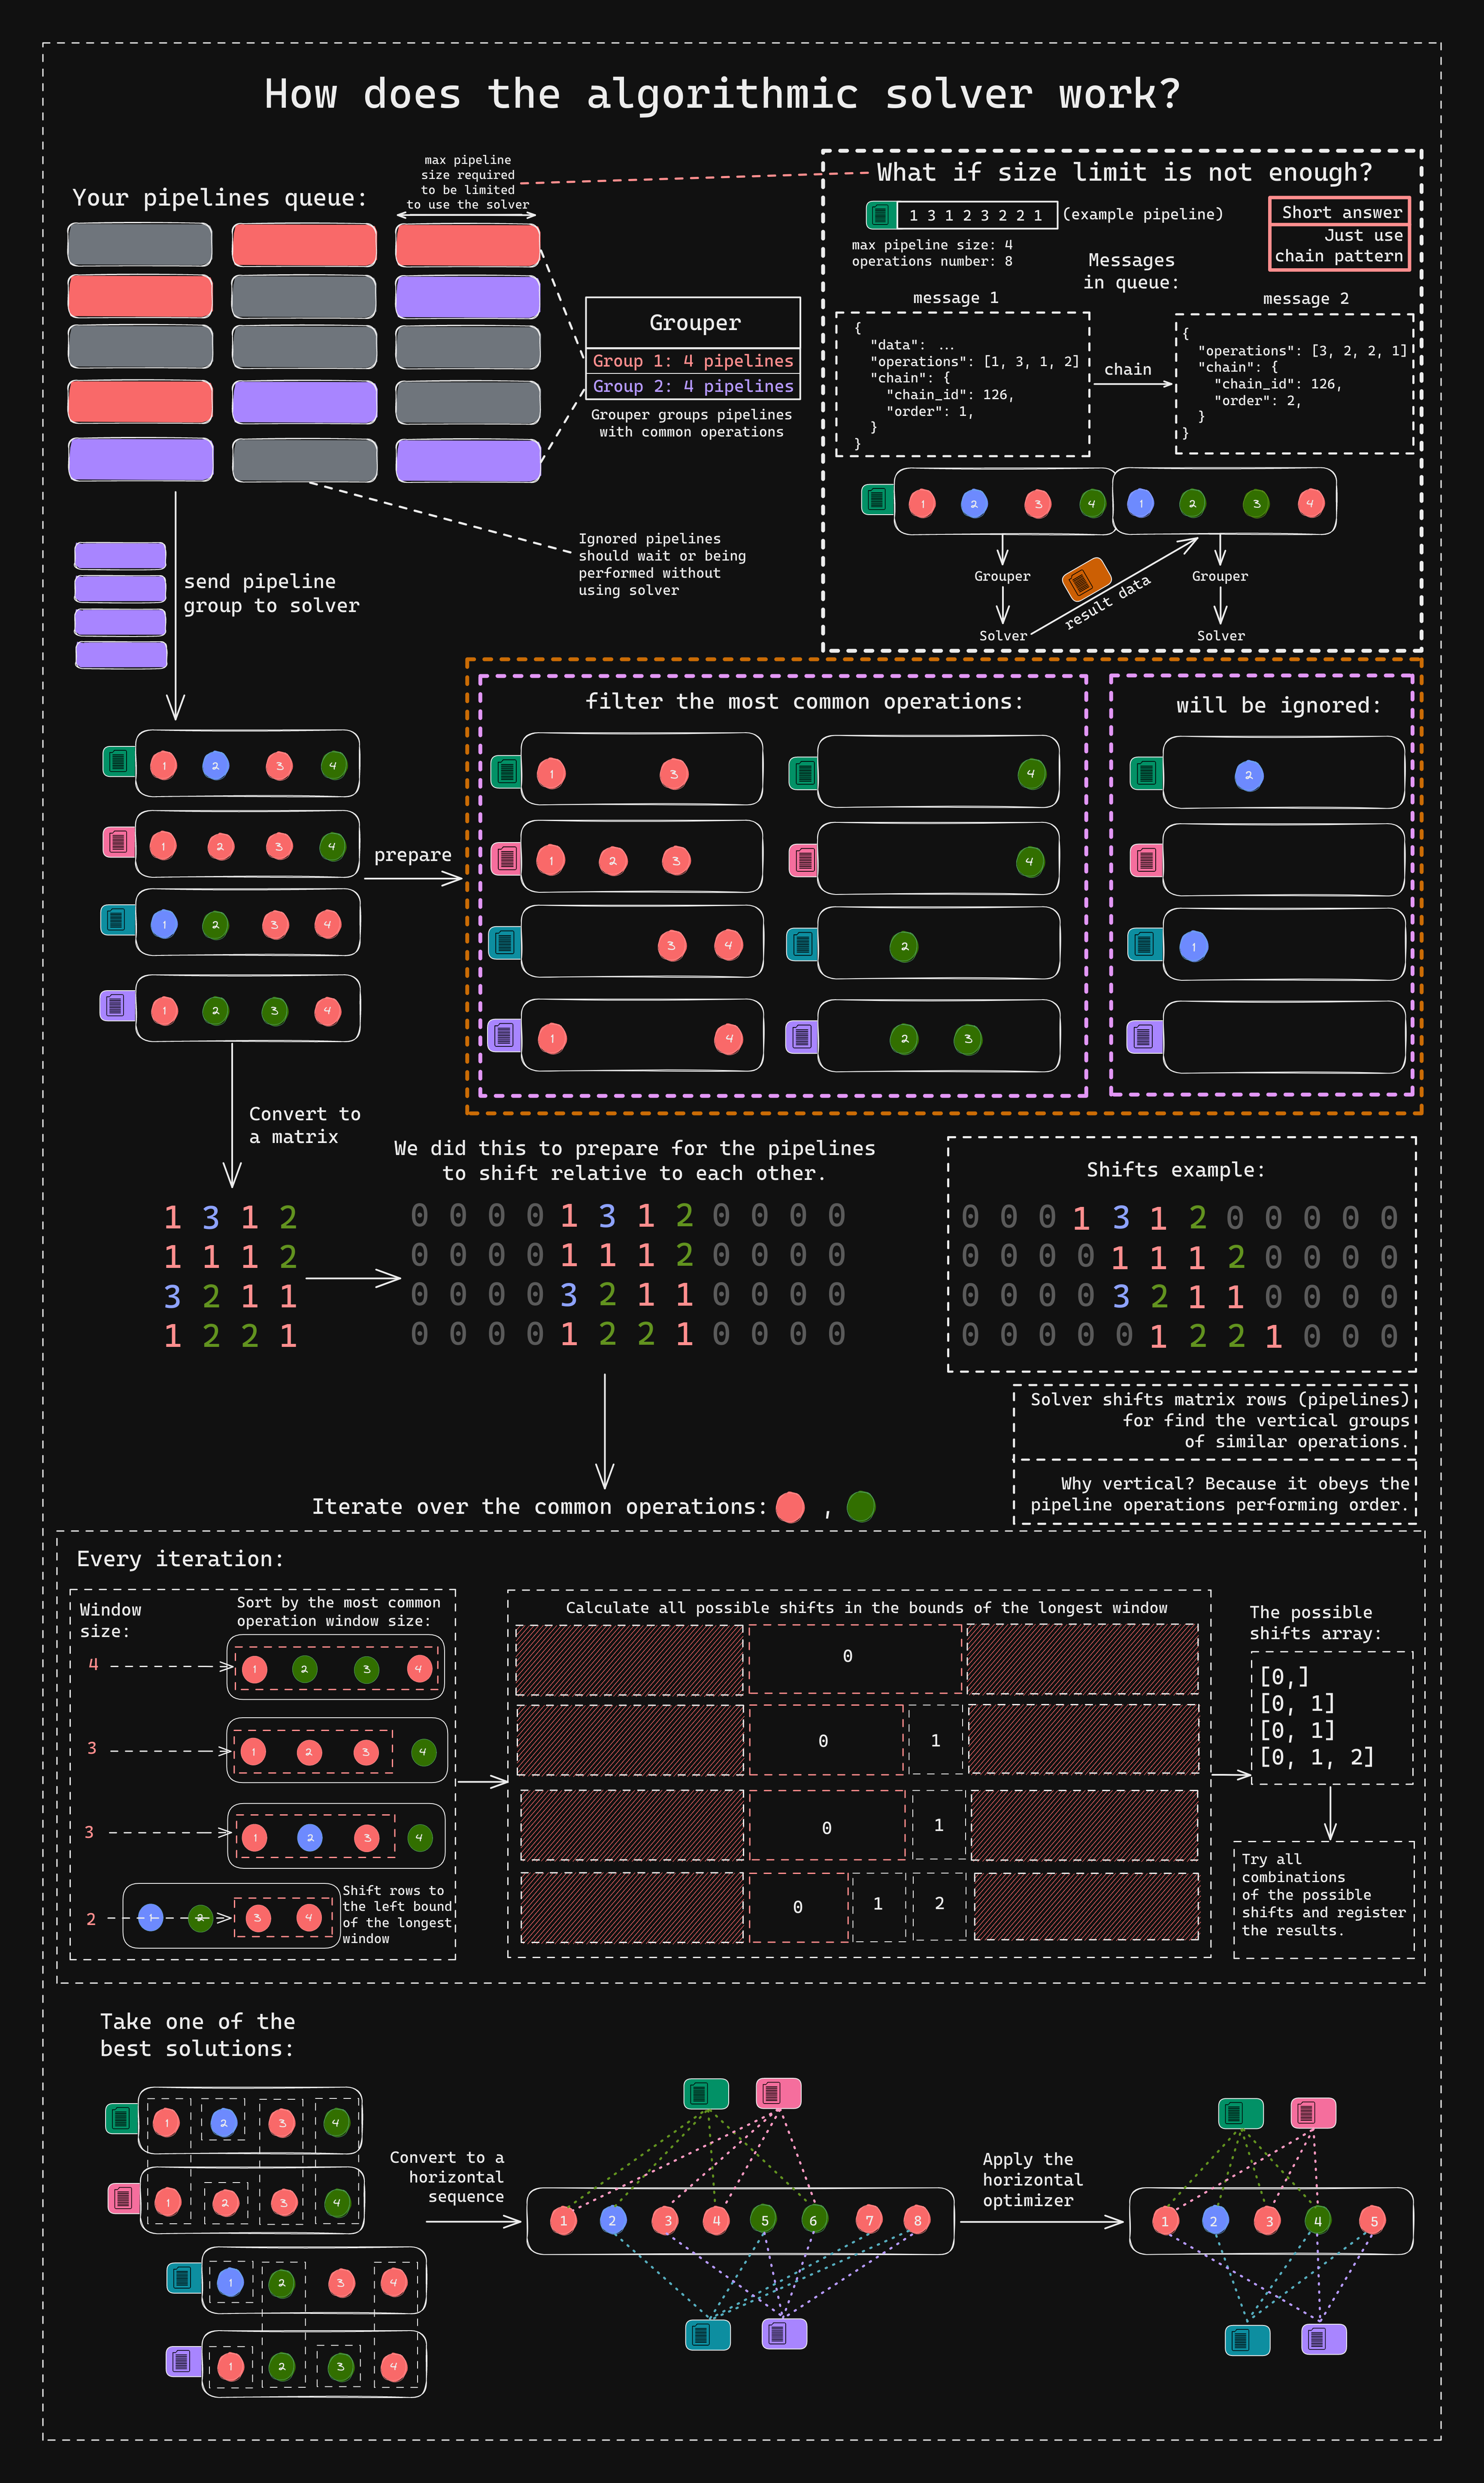 How does the algorithmic solver work?
Your pipelines queue:
max pipeline
size required
to be limited
to use the solver
Grouper
Group 1: 4 pipelines
Group 2: 4 pipelines
Grouper groups pipelines
with common operations
Ignored pipelines
should wait or being
performed without
using solver
send pipeline
group to solver
What if size limit is not enough?
1 3 1 2 3 2 2 1
(example pipeline)
Short answer
Just use
chain pattern
max pipeline size: 4
operations number: 8
Messages
in queue:
message 1
{
"data": ...
"operations": [1, 3, 1, 2]
"chain": {
"chain_id": 126,
"order": 1,
}
}
chain
message 2
{
"operations": [3, 2, 2, 1]
"chain": {
"chain_id": 126,
"order": 2,
}
}
1 2 3 4
1 2 3 4
Grouper
Solver
result data
Grouper
Solver
1 2 3 4
1 2 3 4
1 2 3 4
1 2 3 4
prepare
filter the most common operations:
1 3
4
1 2 3
4
3 4
2
1 4
2 3
will be ignored:
2
1
Convert to
a matrix
1 3 1 2
1 1 1 2
3 2 1 1
1 2 2 1
We did this to prepare for the pipelines
to shift relative to each other.
0 0 0 0 1 3 1 2 0 0 0 0
0 0 0 0 1 1 1 2 0 0 0 0
0 0 0 0 3 2 1 1 0 0 0 0
0 0 0 0 1 2 2 1 0 0 0 0
Shifts example:
0 0 0 1 3 1 2 0 0 0 0 0
0 0 0 0 1 1 1 2 0 0 0 0
0 0 0 0 3 2 1 1 0 0 0 0
0 0 0 0 0 1 2 2 1 0 0 0
Solver shifts matrix rows (pipelines)
for find the vertical groups
of similar operations.
Why vertical? Because it obeys the
pipeline operations performing order.
Iterate over the common operations: ,
Every iteration:
Window
size:
Sort by the most common
operation window size:
4
1 2 3 4
3
1 2 3 4
3
1 2 3 4
2
1 2 3 4
Shift rows to
the left bound
of the longest
window
Calculate all possible shifts in the bounds of the longest window
0
0 1
0 1
0 1 2
The possible
shifts array:
[0,]
[0, 1]
[0, 1]
[0, 1, 2]
Try all
combinations
of the possible
shifts and register
the results.
Take one of the
best solutions:
1 2 3 4
1 2 3 4
1 2 3 4
1 2 3 4
Convert to a
horizontal
sequence
1 2 3 4 5 6 7 8
Apply the
horizontal
optimizer
1 2 3 4 5